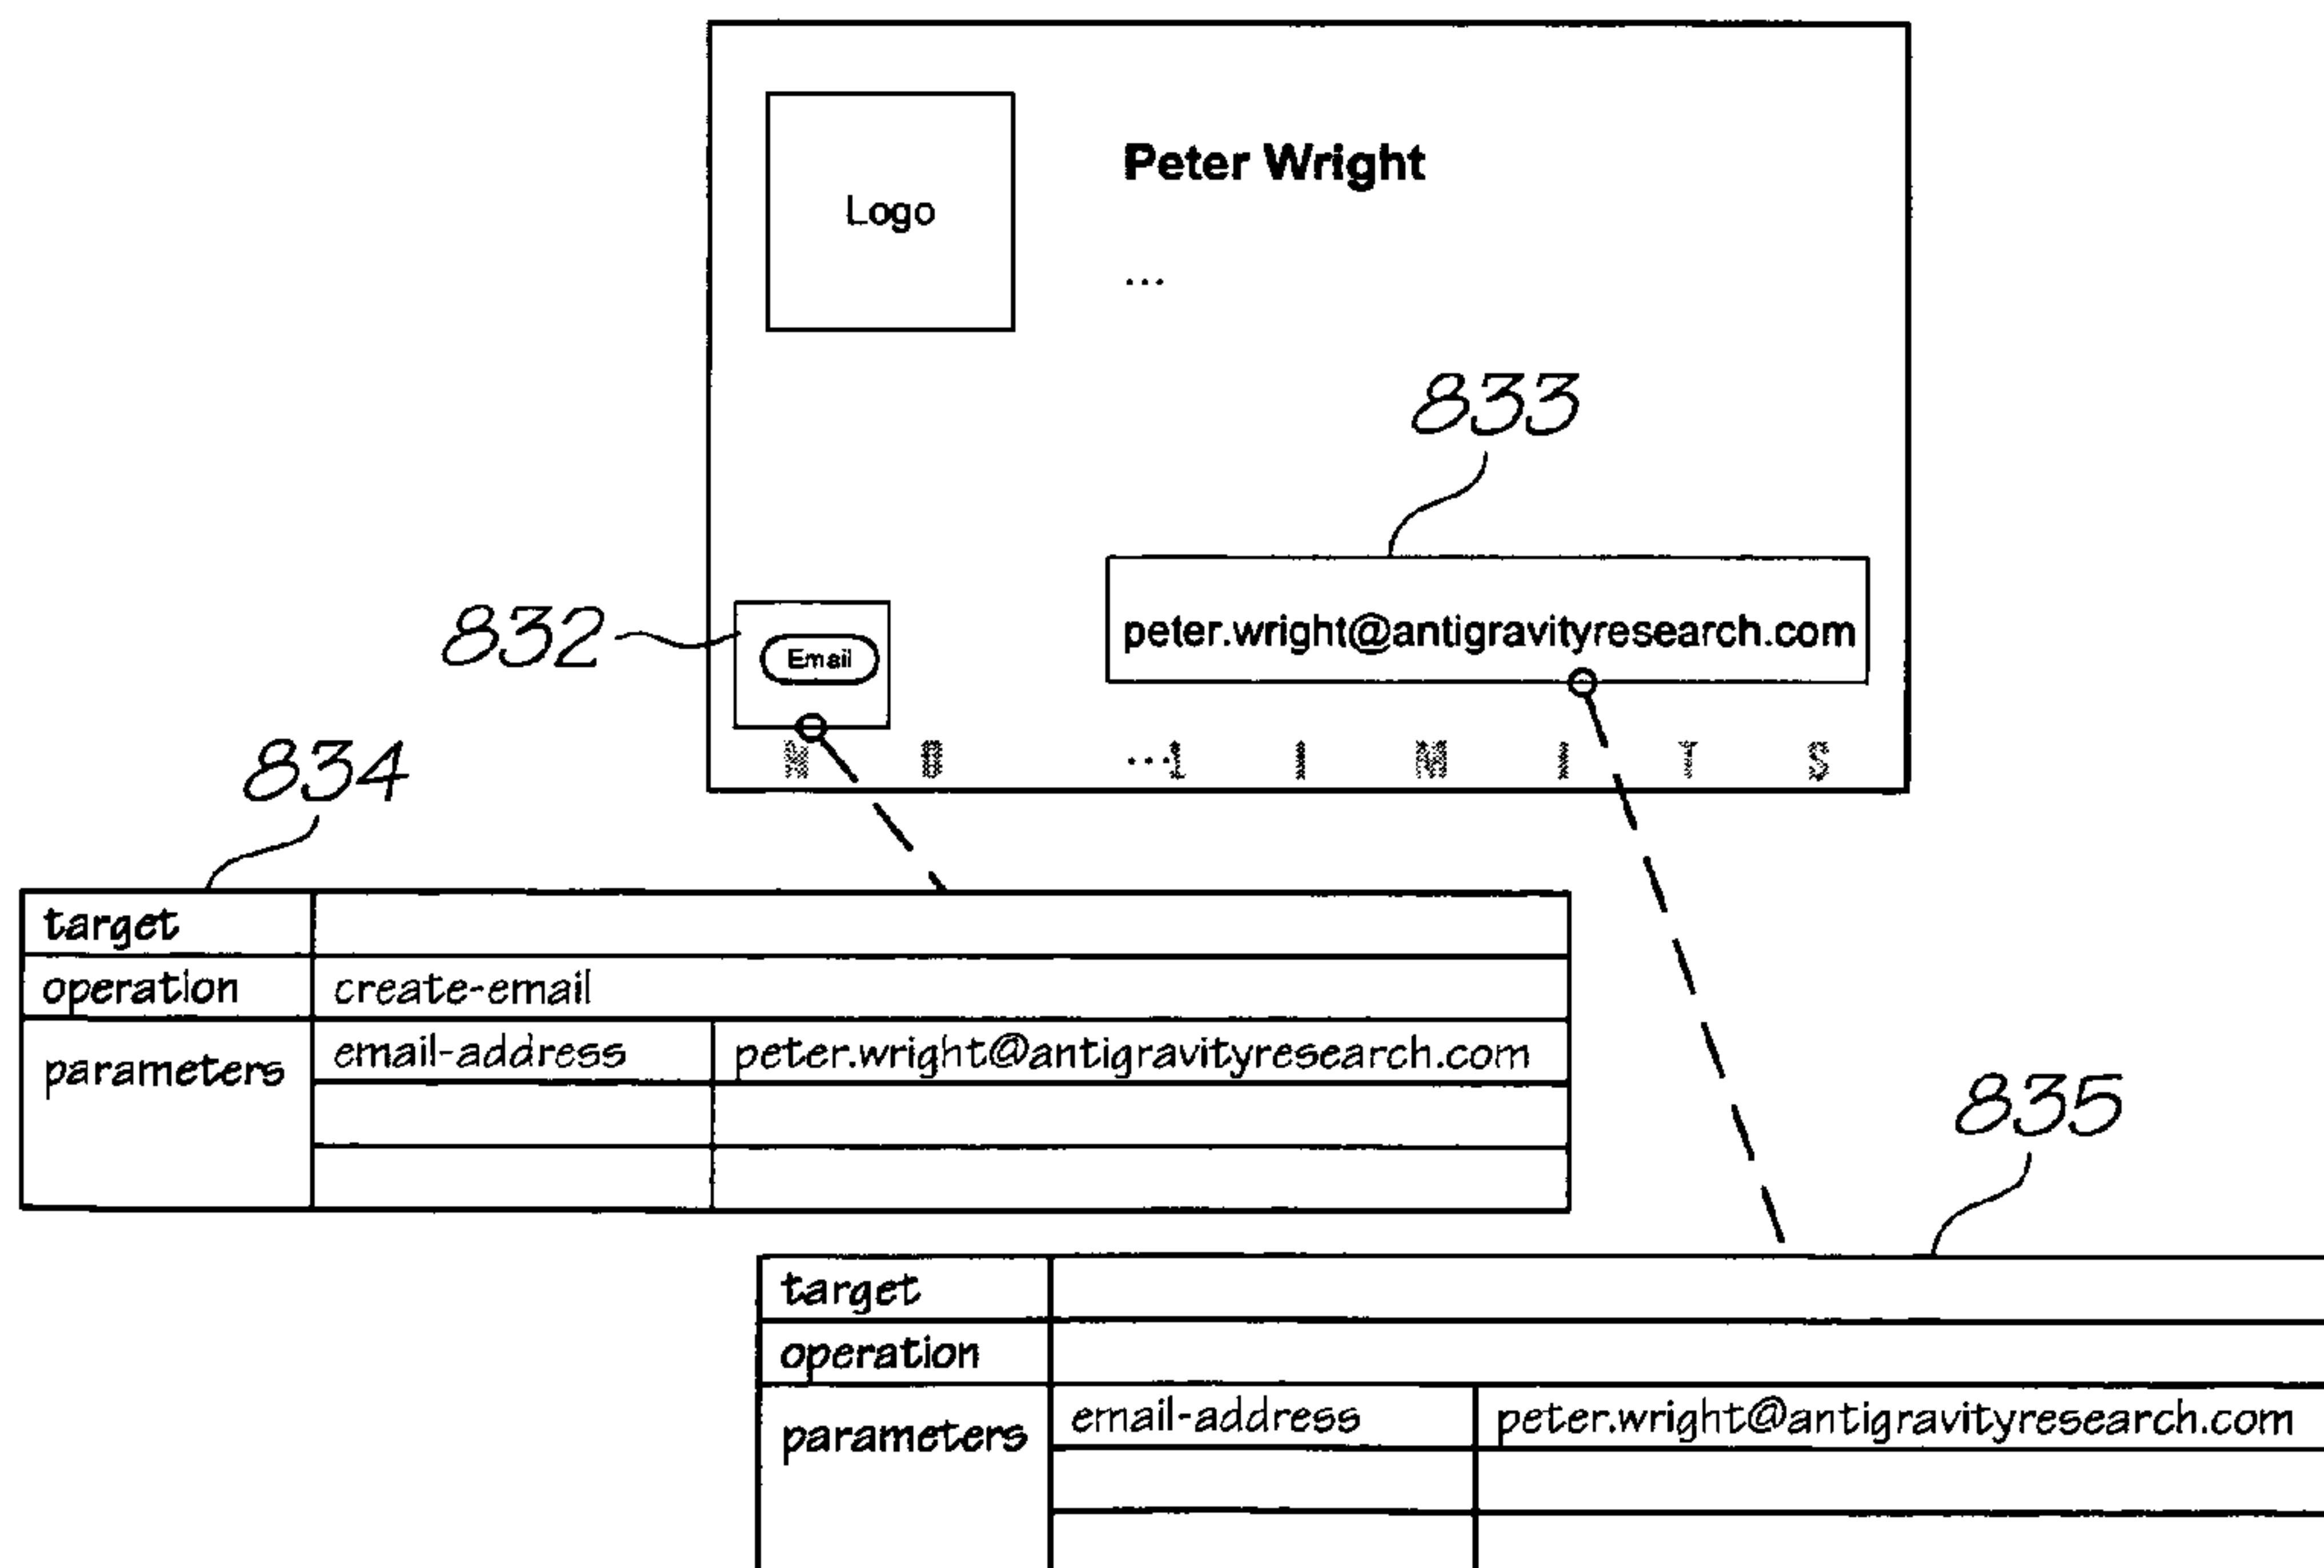 Logo
Peter Wright
...
833
peter.wright@antigravityresearch.com
832
Email
N O ... L I M I T S
834
target
operation create-email
parameters email-address peter.wright@antigravityresearch.com
835
target
operation
parameters email-address peter.wright@antigravityresearch.com